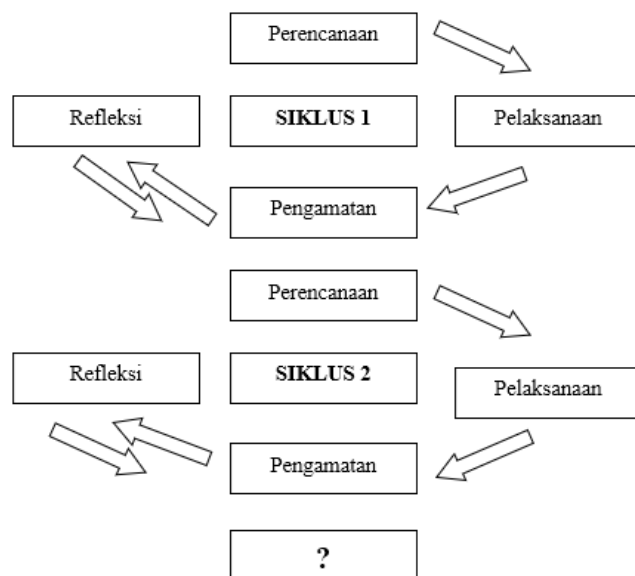 Perencanaan
Refleksi
SIKLUS 1
Pelaksanaan
Pengamatan
Perencanaan
Refleksi
SIKLUS 2
Pelaksanaan
Pengamatan
?